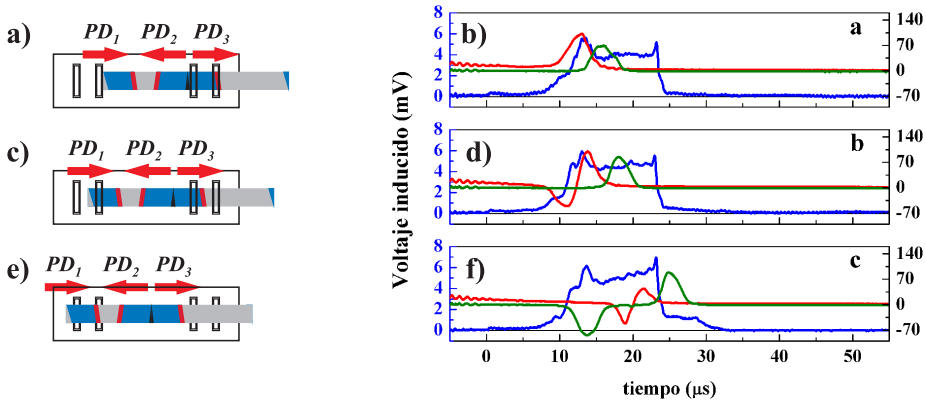 a)
PD1 PD2 PD3
c)
PD1 PD2 PD3
e)
PD1 PD2 PD3
Voltaje inducido (mV)
b)
a
8
6
4
2
0
140
70
0
-70
d)
b
8
6
4
2
0
140
70
0
-70
f)
c
8
6
4
2
0
140
70
0
-70
0 10 20 30 40 50
tiempo (μs)